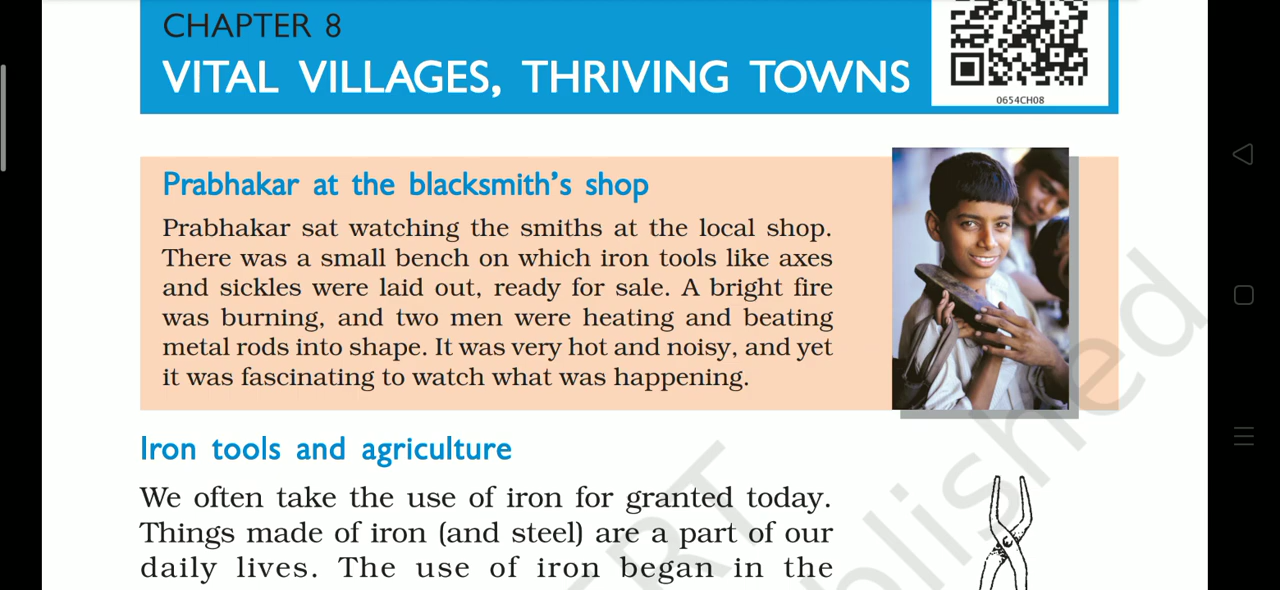 CHAPTER 8
VITAL VILLAGES, THRIVING TOWNS
0654CH08
Prabhakar at the blacksmith's shop
Prabhakar sat watching the smiths at the local shop.
There was a small bench on which iron tools like axes
and sickles were laid out, ready for sale. A bright fire
was burning, and two men were heating and beating
metal rods into shape. It was very hot and noisy, and yet
it was fascinating to watch what was happening.
Iron tools and agriculture
We often take the use of iron for granted today.
Things made of iron (and steel) are a part of our
daily lives. The use of iron began in the